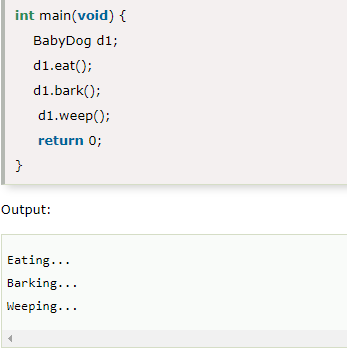 int main(void) {
BabyDog d1;
d1.eat();
d1.bark();
d1.weep();
return 0;
}
Output:
Eating...
Barking...
Weeping...